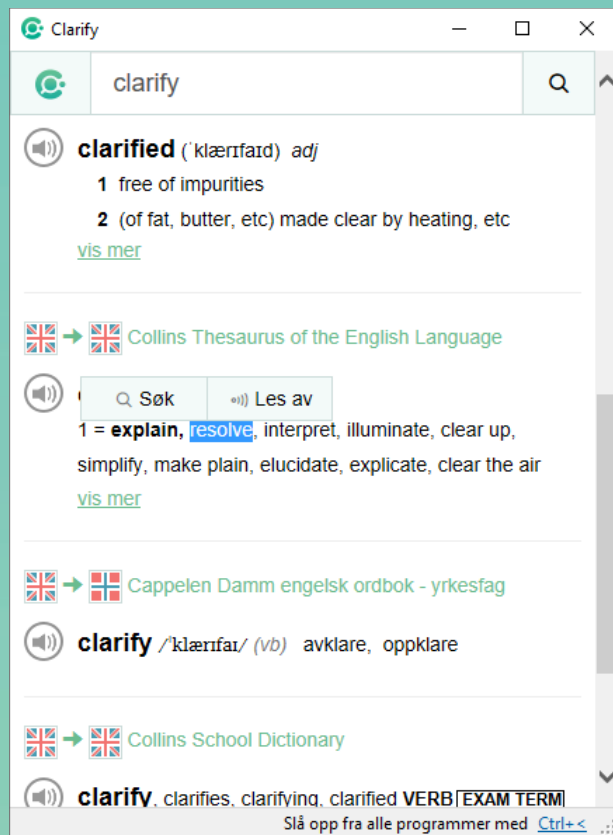 Clarify
clarify
clarified (ˈklærɪfaɪd) adj
1 free of impurities
2 (of fat, butter, etc) made clear by heating, etc
vis mer
Collins Thesaurus of the English Language
Søk Les av
1 = explain, resolve, interpret, illuminate, clear up,
simplify, make plain, elucidate, explicate, clear the air
vis mer
Cappelen Damm engelsk ordbok - yrkesfag
clarify /ˈklærɪfaɪ/ (vb) avklare, oppklare
Collins School Dictionary
clarify, clarifies, clarifying, clarified VERB EXAM TERM
Slå opp fra alle programmer med Ctrl+<